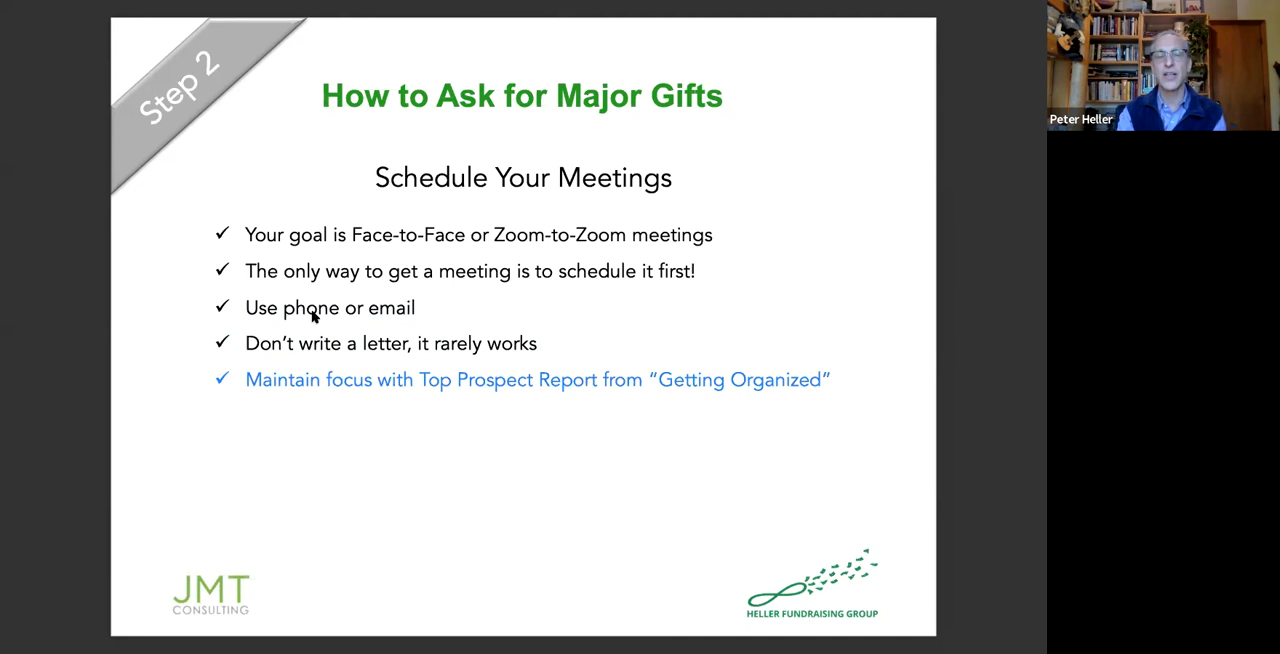 Step 2
How to Ask for Major Gifts
Schedule Your Meetings
✓ Your goal is Face-to-Face or Zoom-to-Zoom meetings
✓ The only way to get a meeting is to schedule it first!
✓ Use phone or email
✓ Don’t write a letter, it rarely works
✓ Maintain focus with Top Prospect Report from “Getting Organized”
JMT
CONSULTING
HELLER FUNDRAISING GROUP
Peter Heller